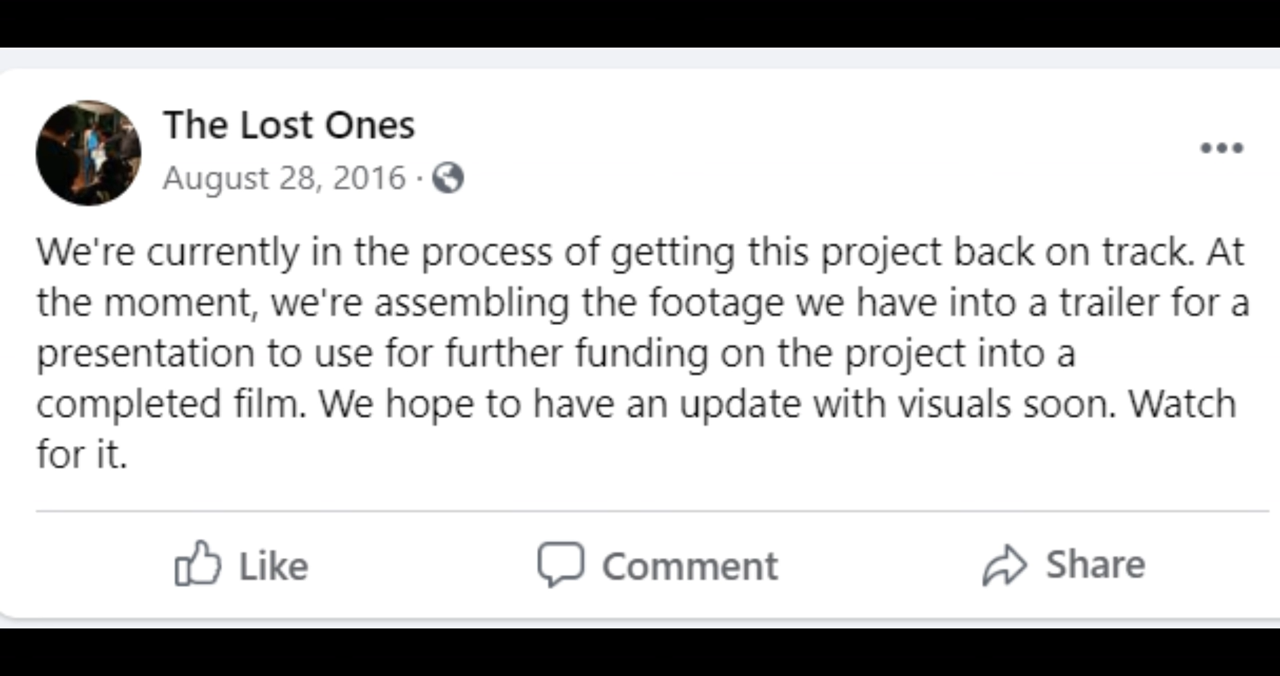 The Lost Ones
August 28, 2016 ·
We're currently in the process of getting this project back on track. At
the moment, we're assembling the footage we have into a trailer for a
presentation to use for further funding on the project into a
completed film. We hope to have an update with visuals soon. Watch
for it.
Like Comment Share